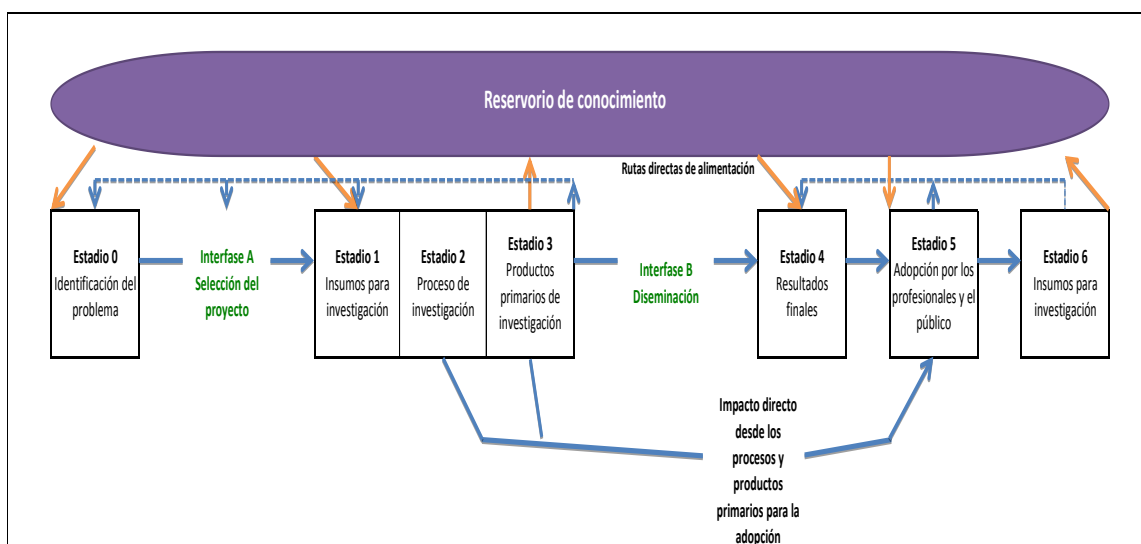 Reservorio de conocimiento
Rutas directas de alimentación
Estadio 0
Identificación del
problema
Interfase A
Selección del
proyecto
Estadio 1
Insumos para
investigación
Estadio 2
Proceso de
investigación
Estadio 3
Productos
primarios de
investigación
Interfase B
Diseminación
Estadio 4
Resultados
finales
Estadio 5
Adopción por los
profesionales y el
público
Estadio 6
Insumos para
investigación
Impacto directo
desde los
procesos y
productos
primarios para la
adopción